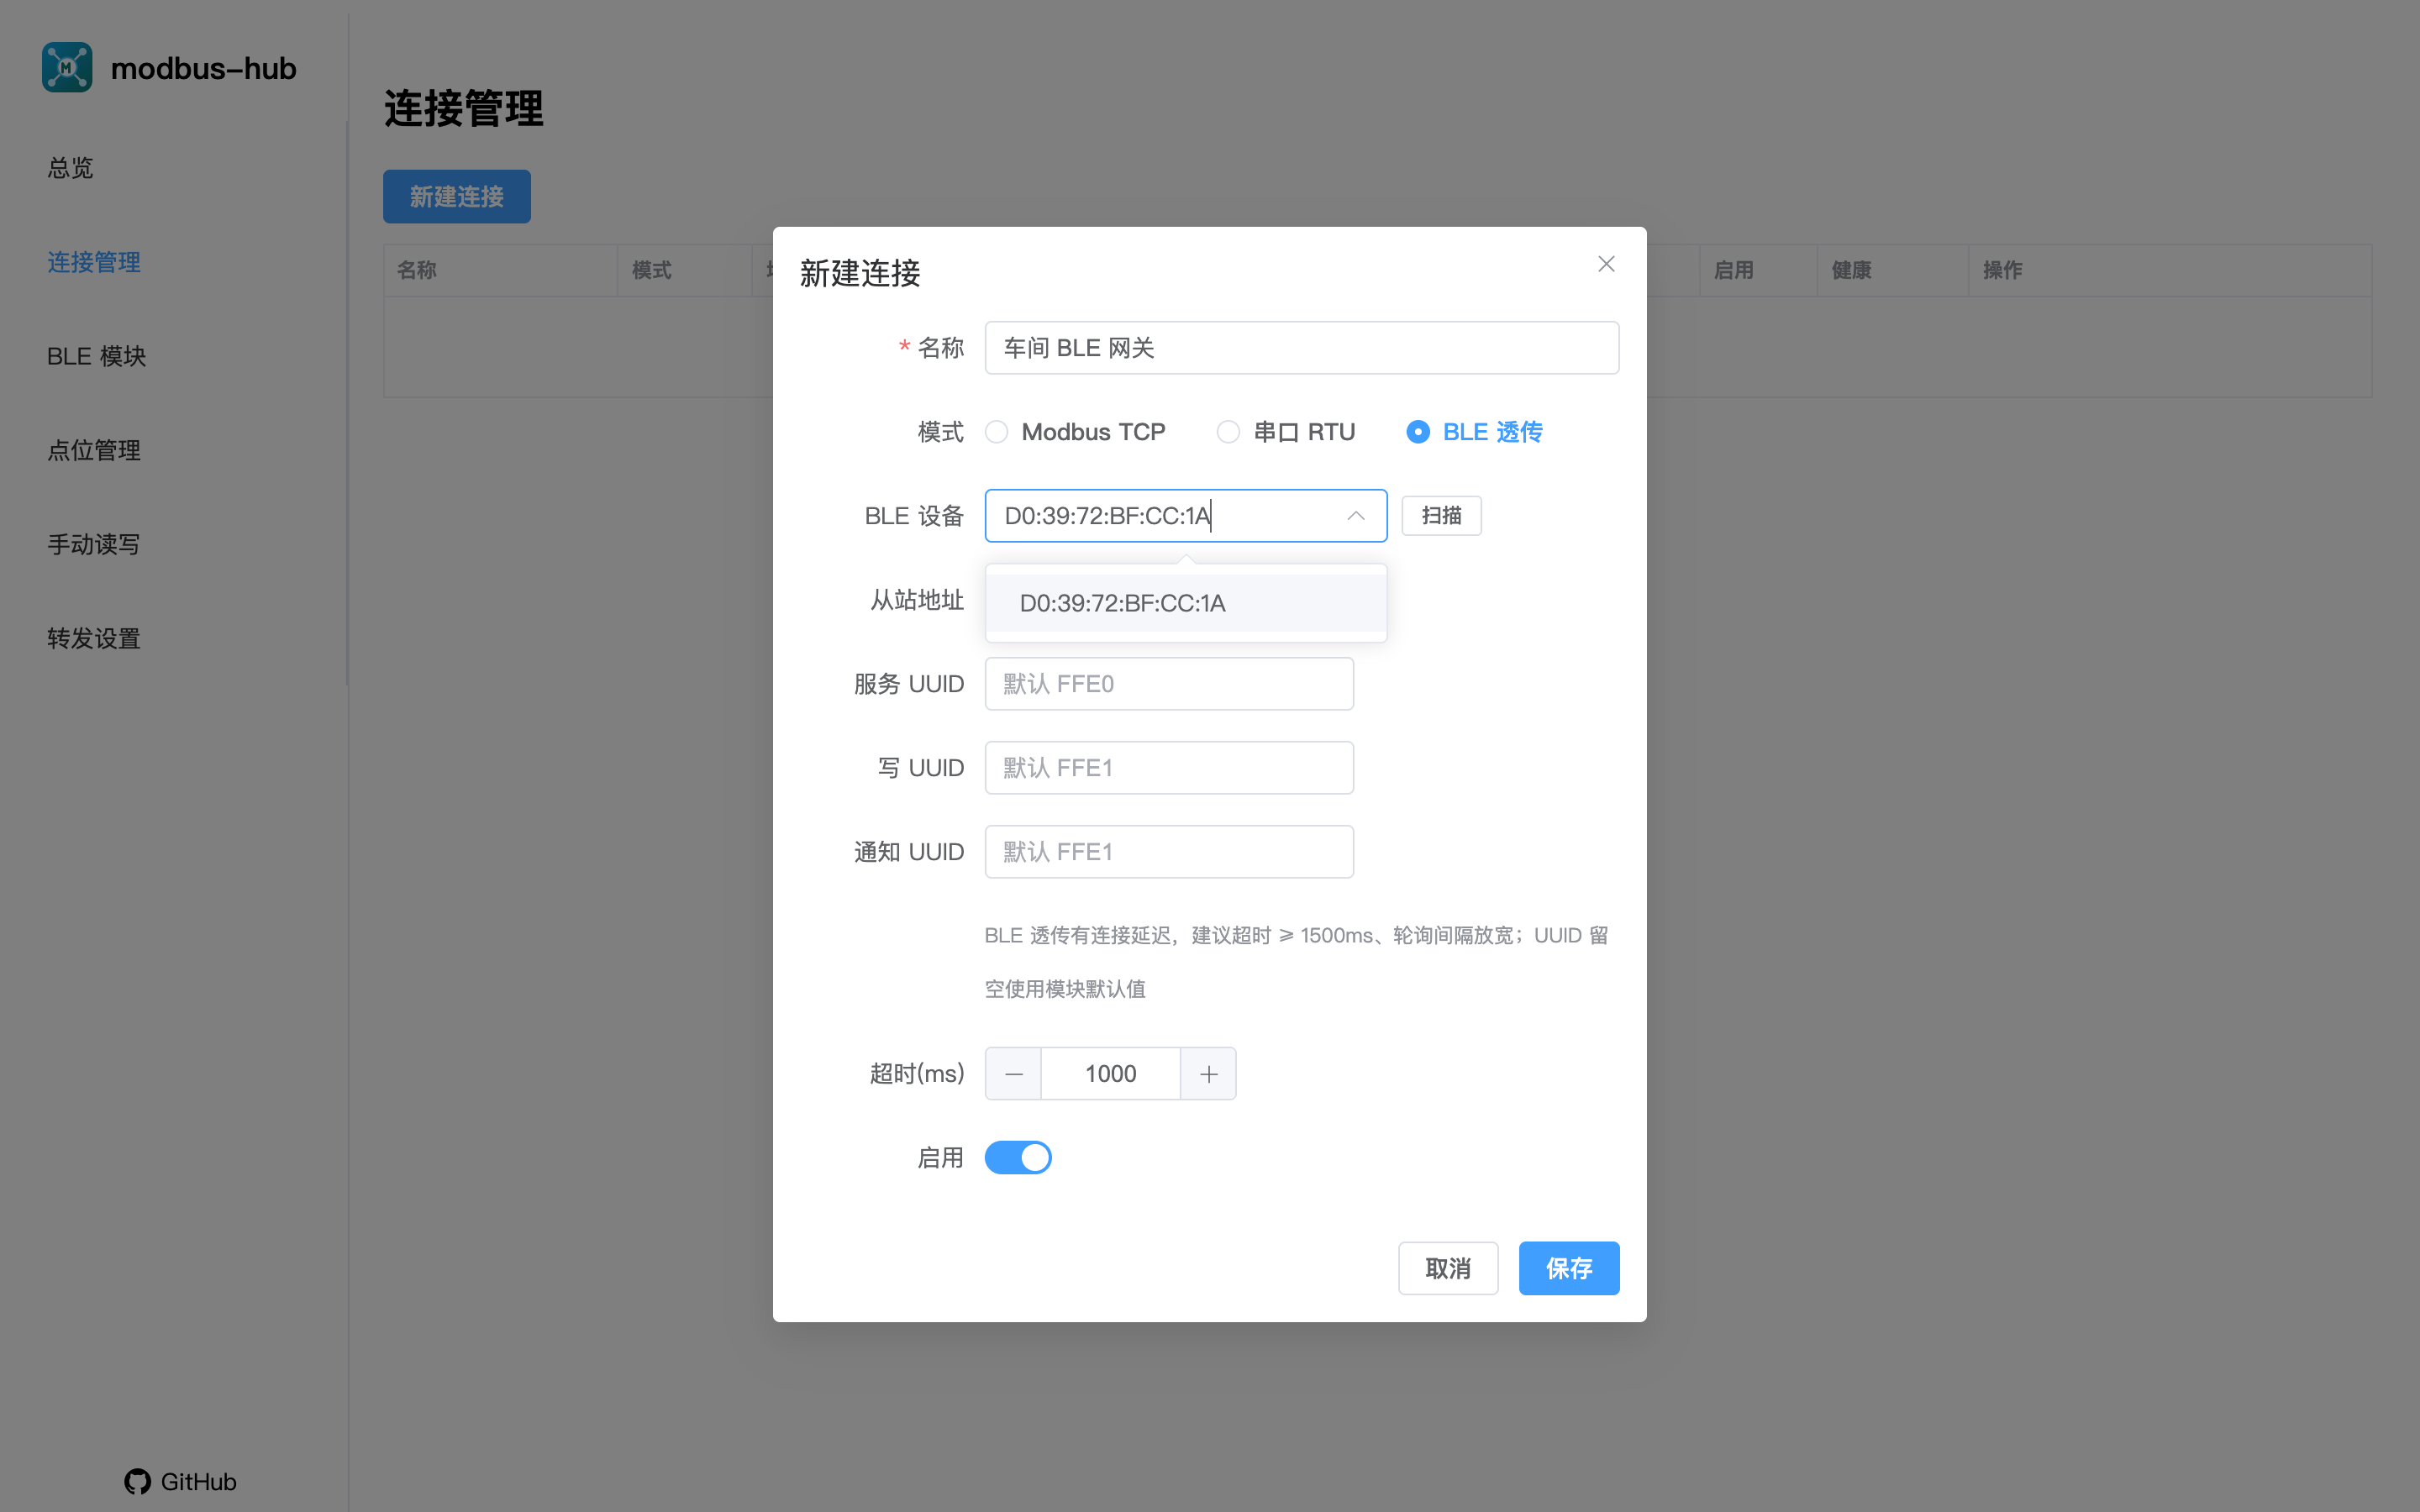 modbus-hub
总览
连接管理
BLE 模块
点位管理
手动读写
转发设置
GitHub
连接管理
新建连接
名称 模式 启用 健康 操作
新建连接
* 名称 车间 BLE 网关
模式 Modbus TCP 串口 RTU BLE 透传
BLE 设备 D0:39:72:BF:CC:1A 扫描
D0:39:72:BF:CC:1A
从站地址
服务 UUID 默认 FFE0
写 UUID 默认 FFE1
通知 UUID 默认 FFE1
BLE 透传有连接延迟，建议超时 ≥ 1500ms、轮询间隔放宽；UUID 留
空使用模块默认值
超时(ms) 1000
启用
取消 保存